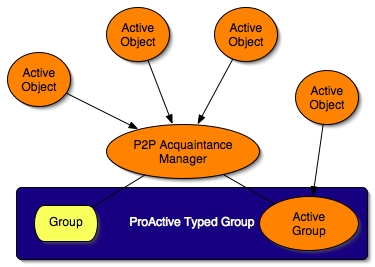 Active
Object
Active
Object
Active
Object
Active
Object
P2P Acquaintance
Manager
Group
ProActive Typed Group
Active
Group